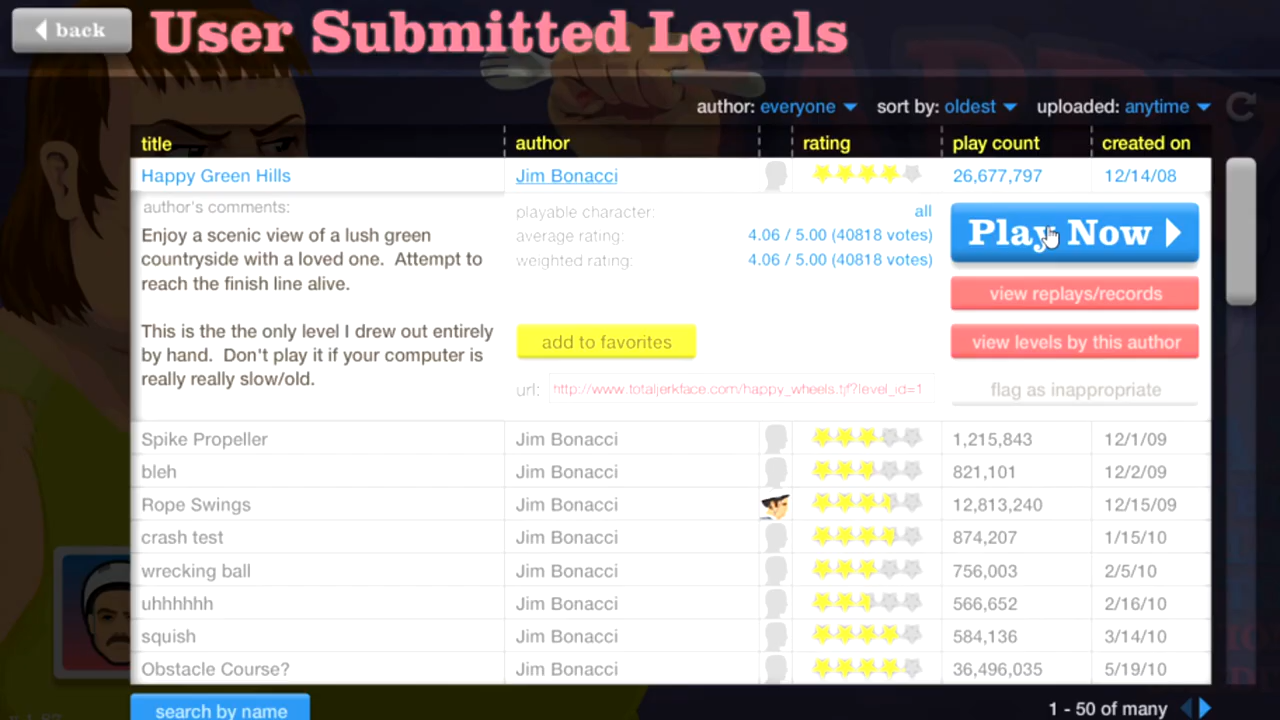 back
User Submitted Levels
author: everyone sort by: oldest uploaded: anytime
title author rating play count created on
Happy Green Hills Jim Bonacci 26,677,797 12/14/08
author's comments:
Enjoy a scenic view of a lush green
countryside with a loved one. Attempt to
reach the finish line alive.
This is the the only level I drew out entirely
by hand. Don't play it if your computer is
really really slow/old.
playable character: all
average rating: 4.06 / 5.00 (40818 votes)
weighted rating: 4.06 / 5.00 (40818 votes)
add to favorites
url: http://www.totaljerkface.com/happy_wheels.tjf?level_id=1
Play Now
view replays/records
view levels by this author
flag as inappropriate
Spike Propeller Jim Bonacci 1,215,843 12/1/09
bleh Jim Bonacci 821,101 12/2/09
Rope Swings Jim Bonacci 12,813,240 12/15/09
crash test Jim Bonacci 874,207 1/15/10
wrecking ball Jim Bonacci 756,003 2/5/10
uhhhhhh Jim Bonacci 566,652 2/16/10
squish Jim Bonacci 584,136 3/14/10
Obstacle Course? Jim Bonacci 36,496,035 5/19/10
search by name
1 - 50 of many